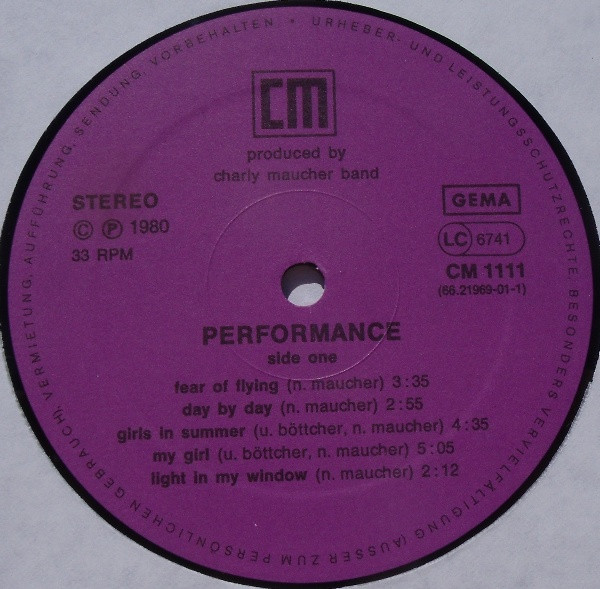 URHEBER- UND LEISTUNGSSCHUTZRECHTE, BESONDERS VERVIELFÄLTIGUNG (AUSSER ZUM PERSÖNLICHEN GEBRAUCH), VERMIETUNG, AUFFÜHRUNG, SENDUNG, VORBEHALTEN •
CM
produced by
charly maucher band
STEREO
© ℗ 1980
33 RPM
GEMA
LC 6741
CM 1111
(66.21969-01-1)
PERFORMANCE
side one
fear of flying (n. maucher) 3:35
day by day (n. maucher) 2:55
girls in summer (u. böttcher, n. maucher) 4:35
my girl (u. böttcher, n. maucher) 5:05
light in my window (n. maucher) 2:12